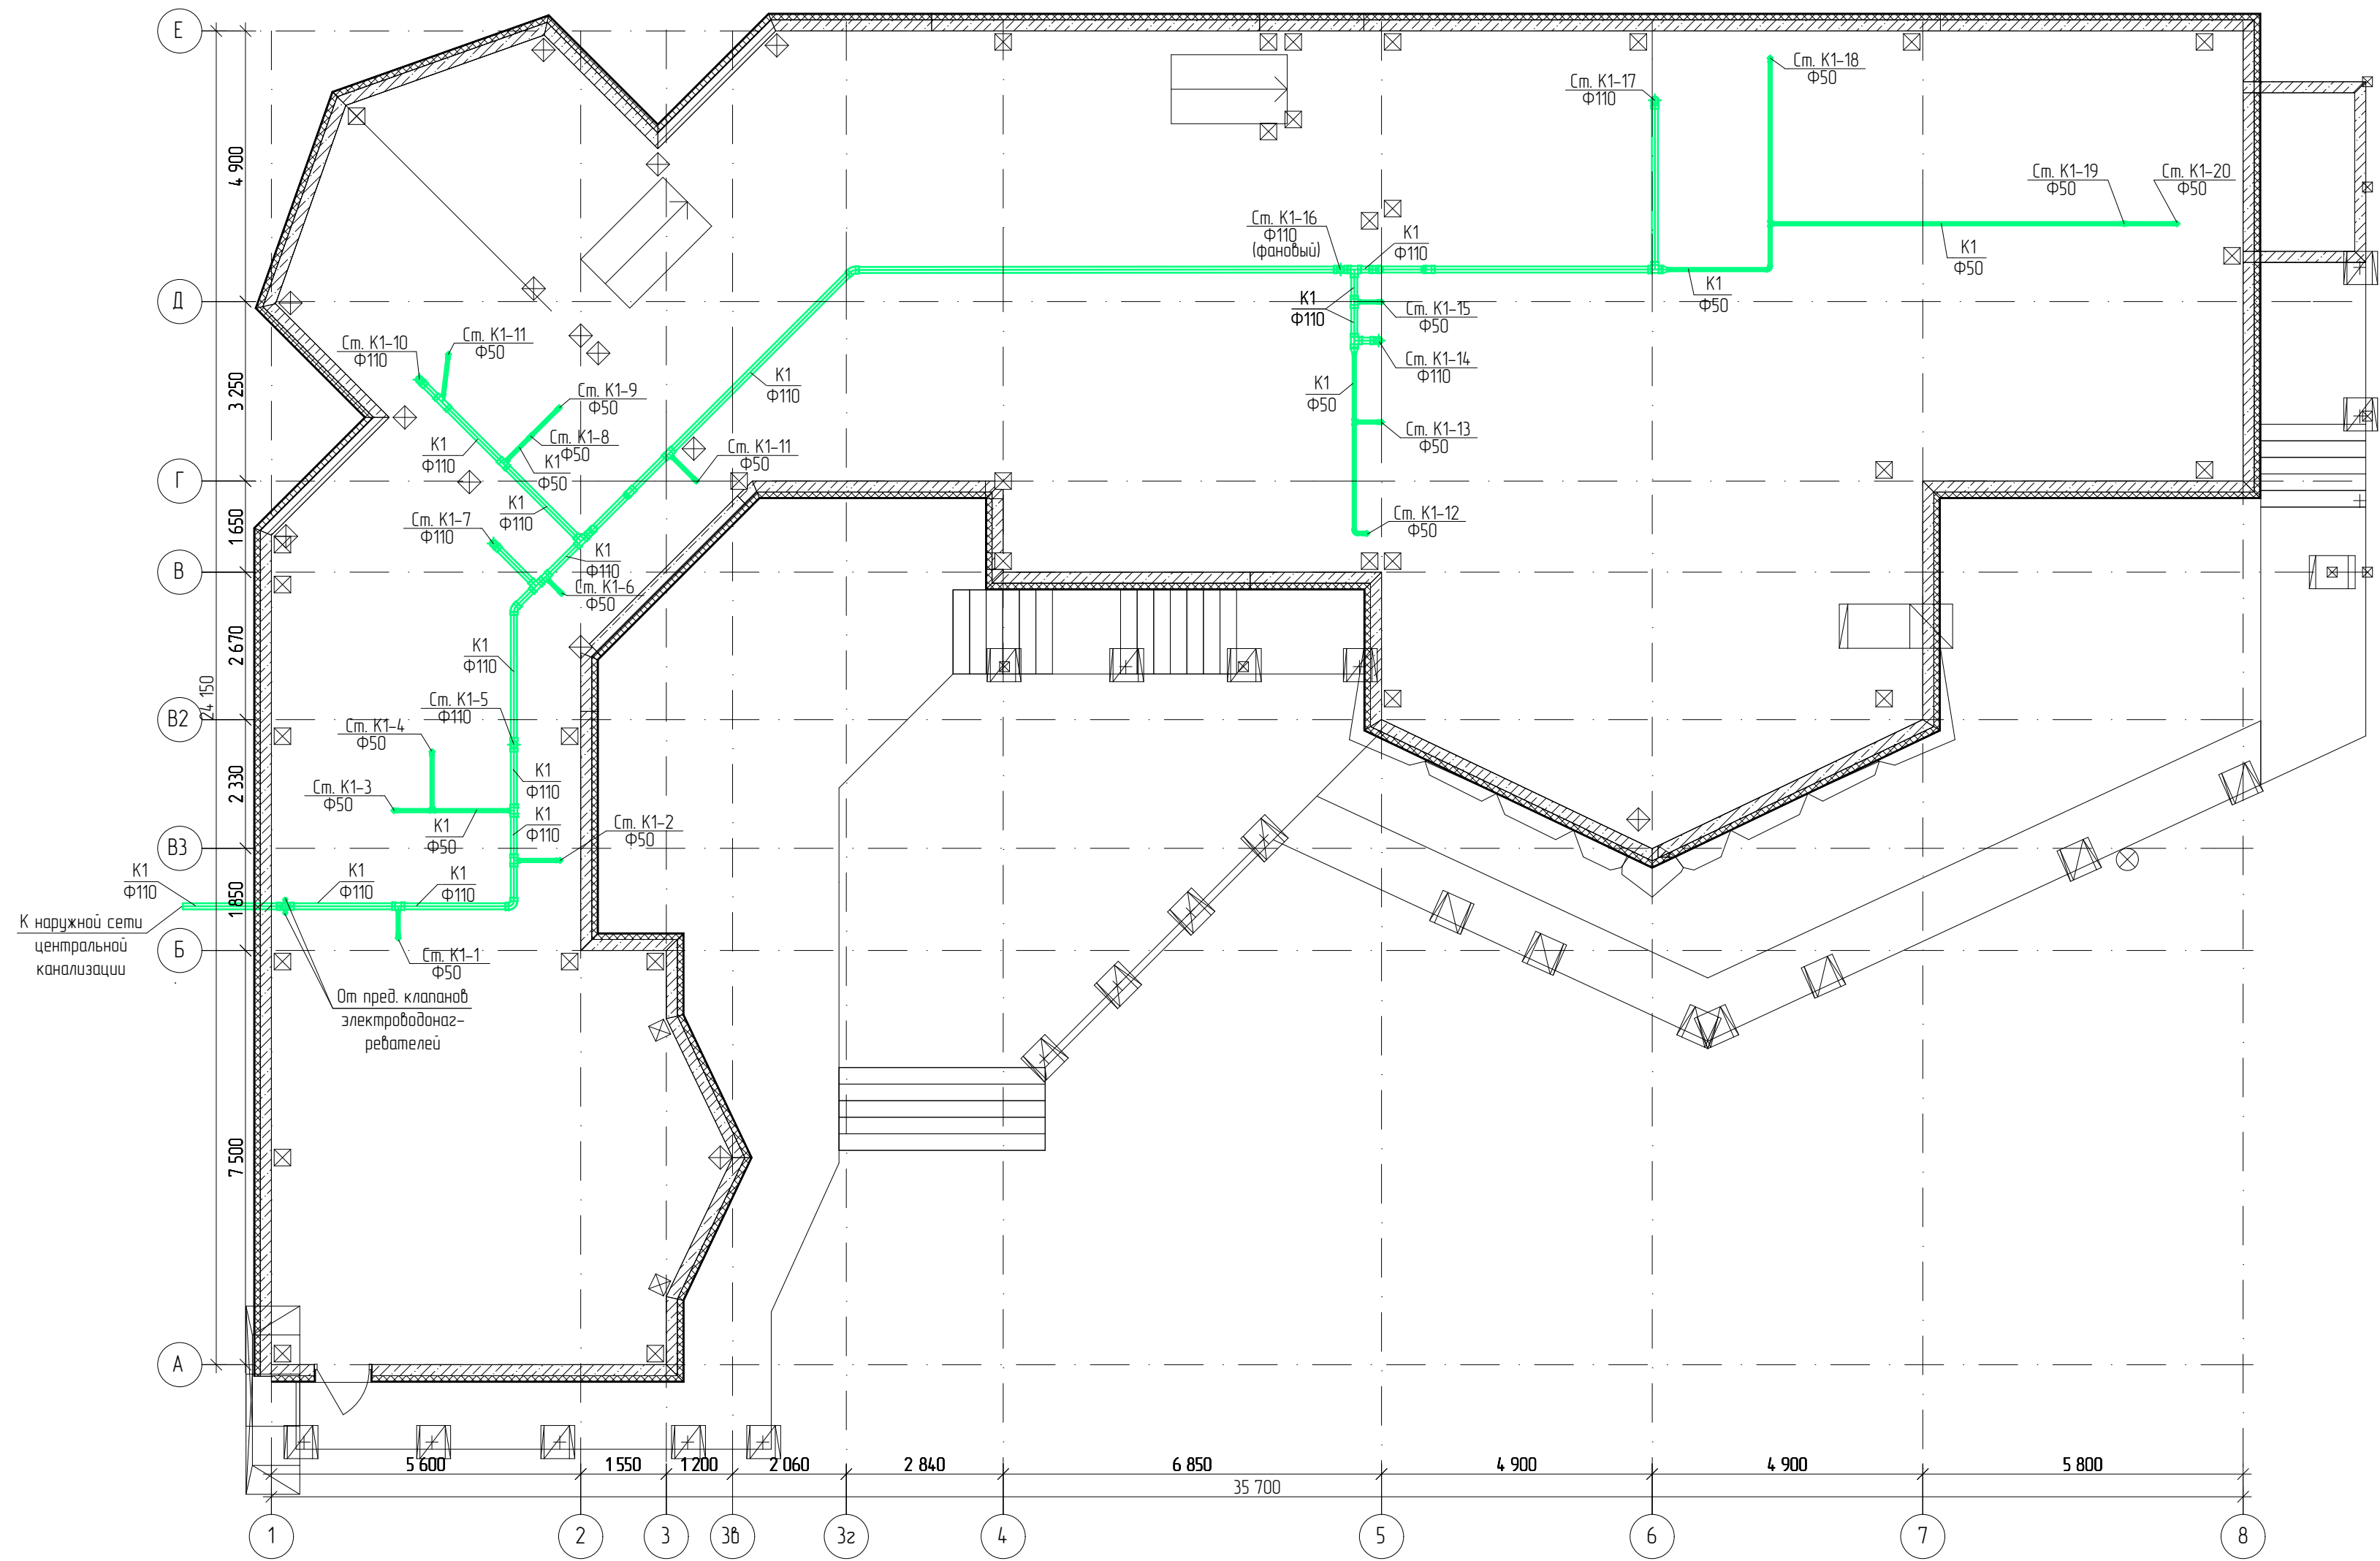 Е
Ст. К1-18
Ф50
Ст. К1-17
Ф110
4 900
Ст. К1-19
Ф50
Ст. К1-20
Ф50
Ст. К1-16
Ф110
(фановый)
К1
Ф110
К1
Ф50
К1
Ф50
Д
К1
Ф110
Ст. К1-15
Ф50
Ст. К1-10
Ф110
Ст. К1-11
Ф50
Ст. К1-14
Ф110
3 250
К1
Ф110
К1
Ф50
Ст. К1-9
Ф50
Ст. К1-8
Ф50
Ст. К1-13
Ф50
К1
Ф110
К1
Ф50
Ст. К1-11
Ф50
Г
К1
Ф110
Ст. К1-7
Ф110
Ст. К1-12
Ф50
1 650
К1
Ф110
В
Ст. К1-6
Ф50
2 670
К1
Ф110
24 150
В2
Ст. К1-5
Ф110
Ст. К1-4
Ф50
2 330
К1
Ф110
Ст. К1-3
Ф50
К1
Ф50
К1
Ф110
Ст. К1-2
Ф50
В3
К1
Ф110
К1
Ф110
К1
Ф110
1 850
К наружной сети
центральной
канализации
Б
Ст. К1-1
Ф50
От пред. клапанов
электроводонаг-
ревателей
7 500
А
5 600
1 550
1 200
2 060
2 840
6 850
4 900
4 900
5 800
35 700
1
2
3
3в
3г
4
5
6
7
8